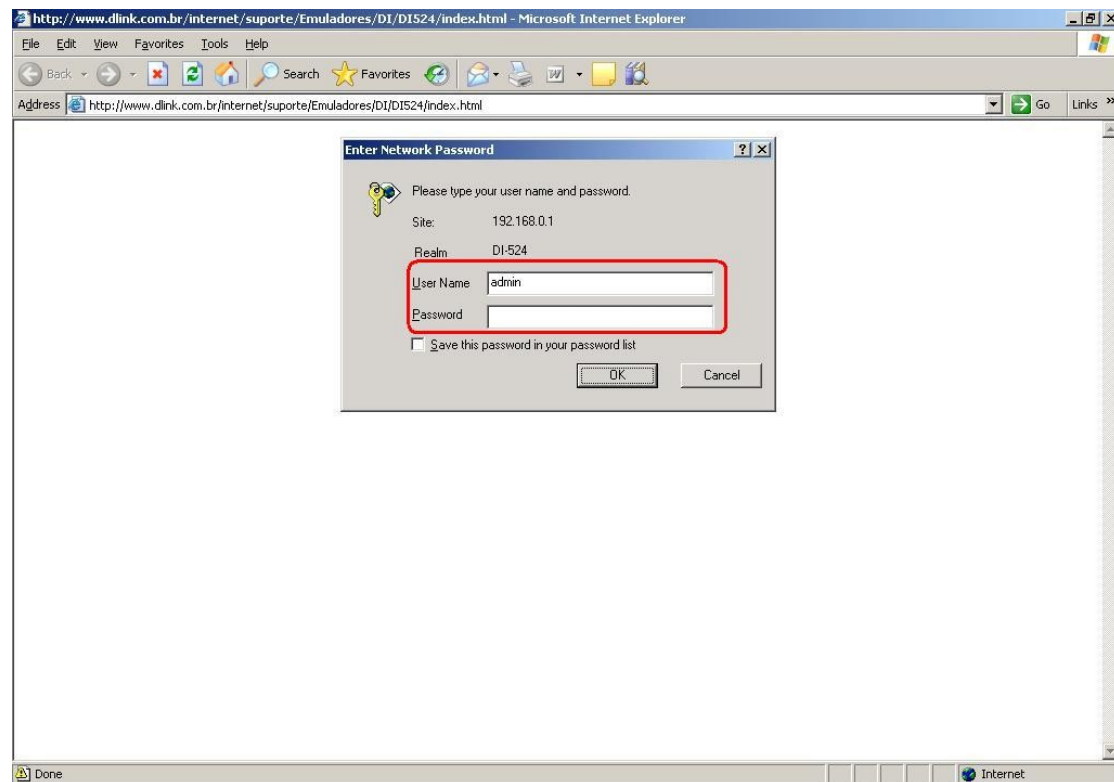 http://www.dlink.com.br/internet/suporte/Emuladores/DI/DI524/index.html - Microsoft Internet Explorer
File Edit View Favorites Tools Help
Back Search Favorites
Address http://www.dlink.com.br/internet/suporte/Emuladores/DI/DI524/index.html Go Links »
Enter Network Password
Please type your user name and password.
Site: 192.168.0.1
Realm DI-524
User Name admin
Password
Save this password in your password list
OK Cancel
Done Internet